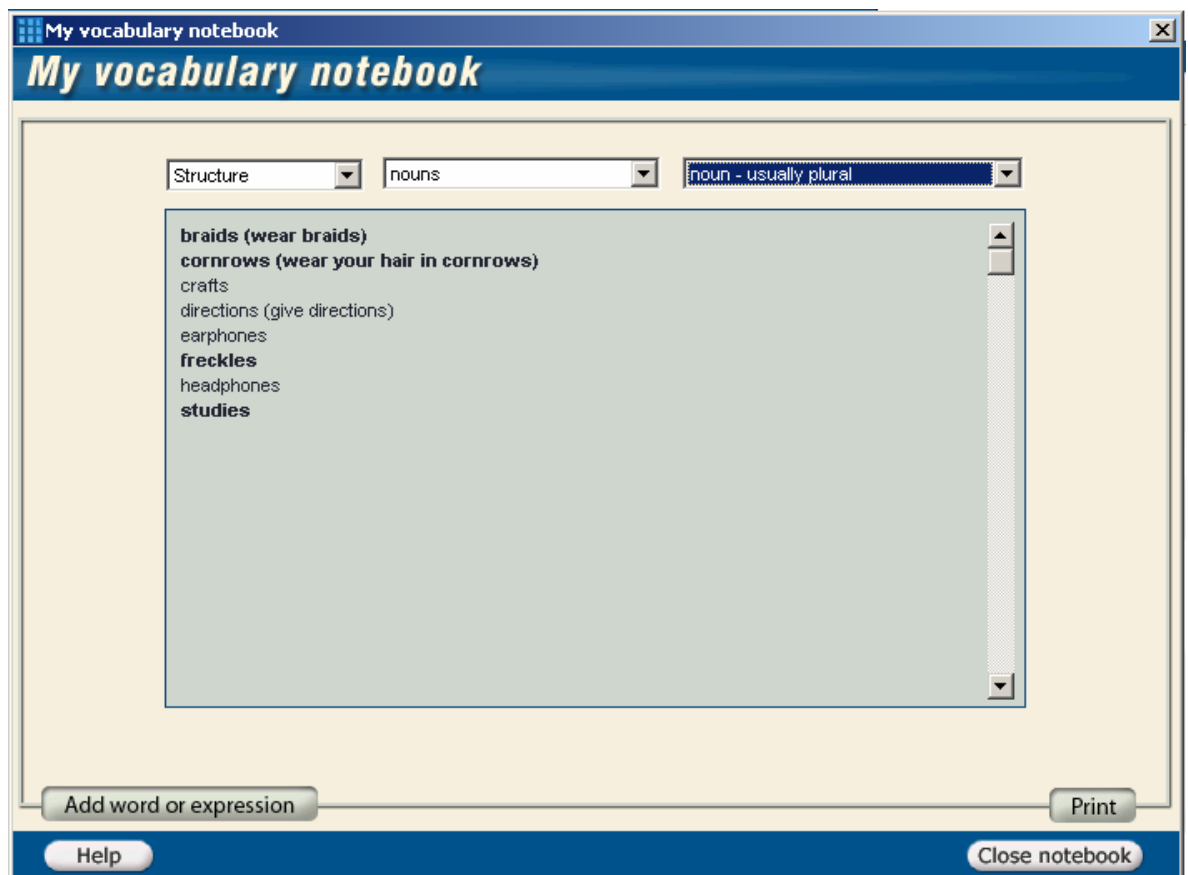 My vocabulary notebook
My vocabulary notebook
Structure nouns noun - usually plural
braids (wear braids)
cornrows (wear your hair in cornrows)
crafts
directions (give directions)
earphones
freckles
headphones
studies
Add word or expression Print
Help Close notebook